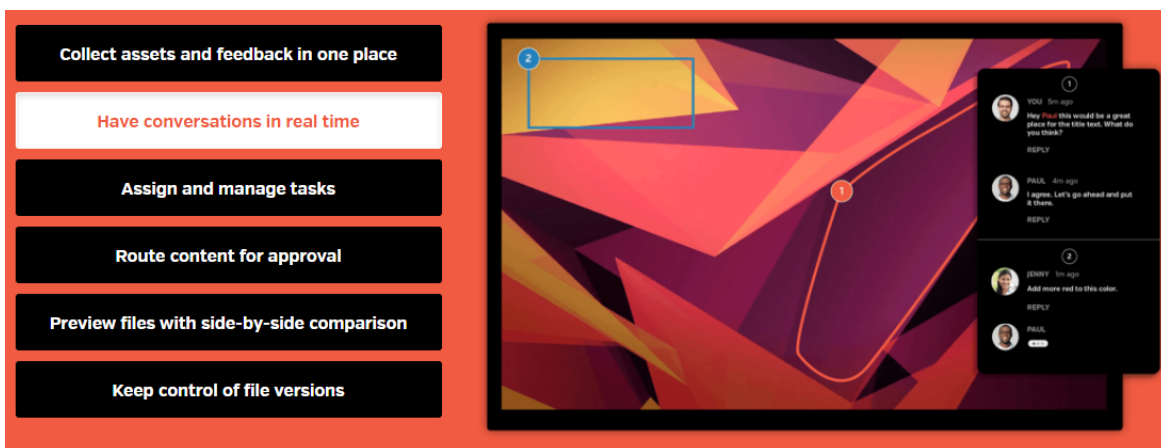 Collect assets and feedback in one place
Have conversations in real time
Assign and manage tasks
Route content for approval
Preview files with side-by-side comparison
Keep control of file versions
2
1
1
YOU 5m ago
Hey Paul this would be a great
place for the title text. What do
you think?
REPLY
PAUL 4m ago
I agree. Let's go ahead and put
it there.
REPLY
2
JENNY 1m ago
Add more red to this color.
REPLY
PAUL